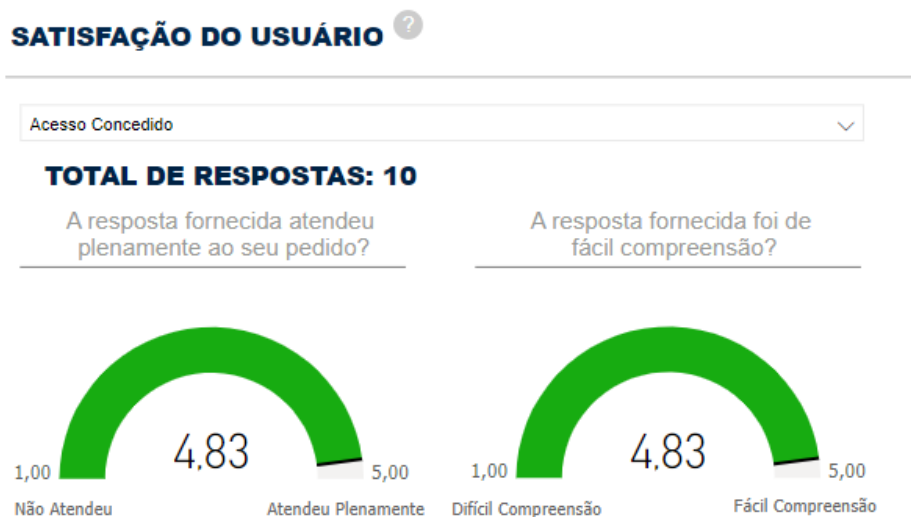 SATISFAÇÃO DO USUÁRIO ?
Acesso Concedido
TOTAL DE RESPOSTAS: 10
A resposta fornecida atendeu
plenamente ao seu pedido?
A resposta fornecida foi de
fácil compreensão?
4,83
1,00
5,00
Não Atendeu
Atendeu Plenamente
4,83
1,00
5,00
Difícil Compreensão
Fácil Compreensão